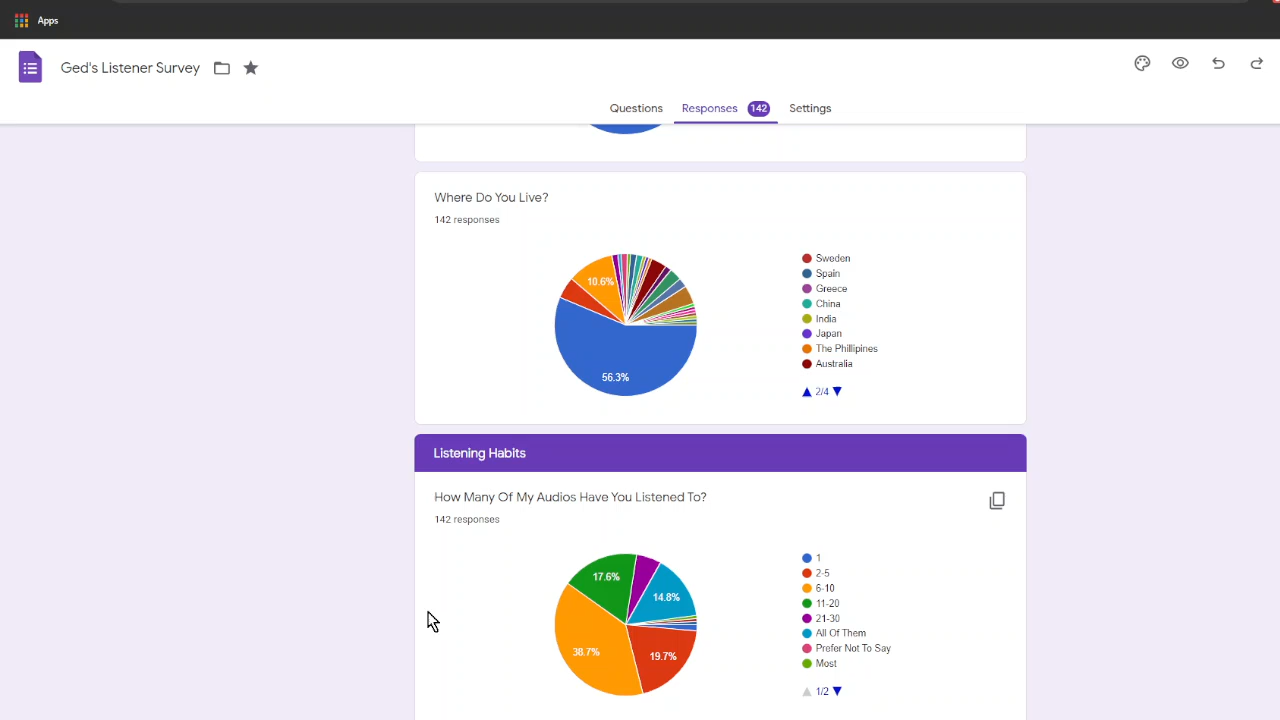 Apps
Ged's Listener Survey
Questions
Responses 142
Settings
Where Do You Live?
142 responses
10.6%
56.3%
Sweden
Spain
Greece
China
India
Japan
The Phillipines
Australia
2/4
Listening Habits
How Many Of My Audios Have You Listened To?
142 responses
17.6%
14.8%
38.7%
19.7%
1
2-5
6-10
11-20
21-30
All Of Them
Prefer Not To Say
Most
1/2